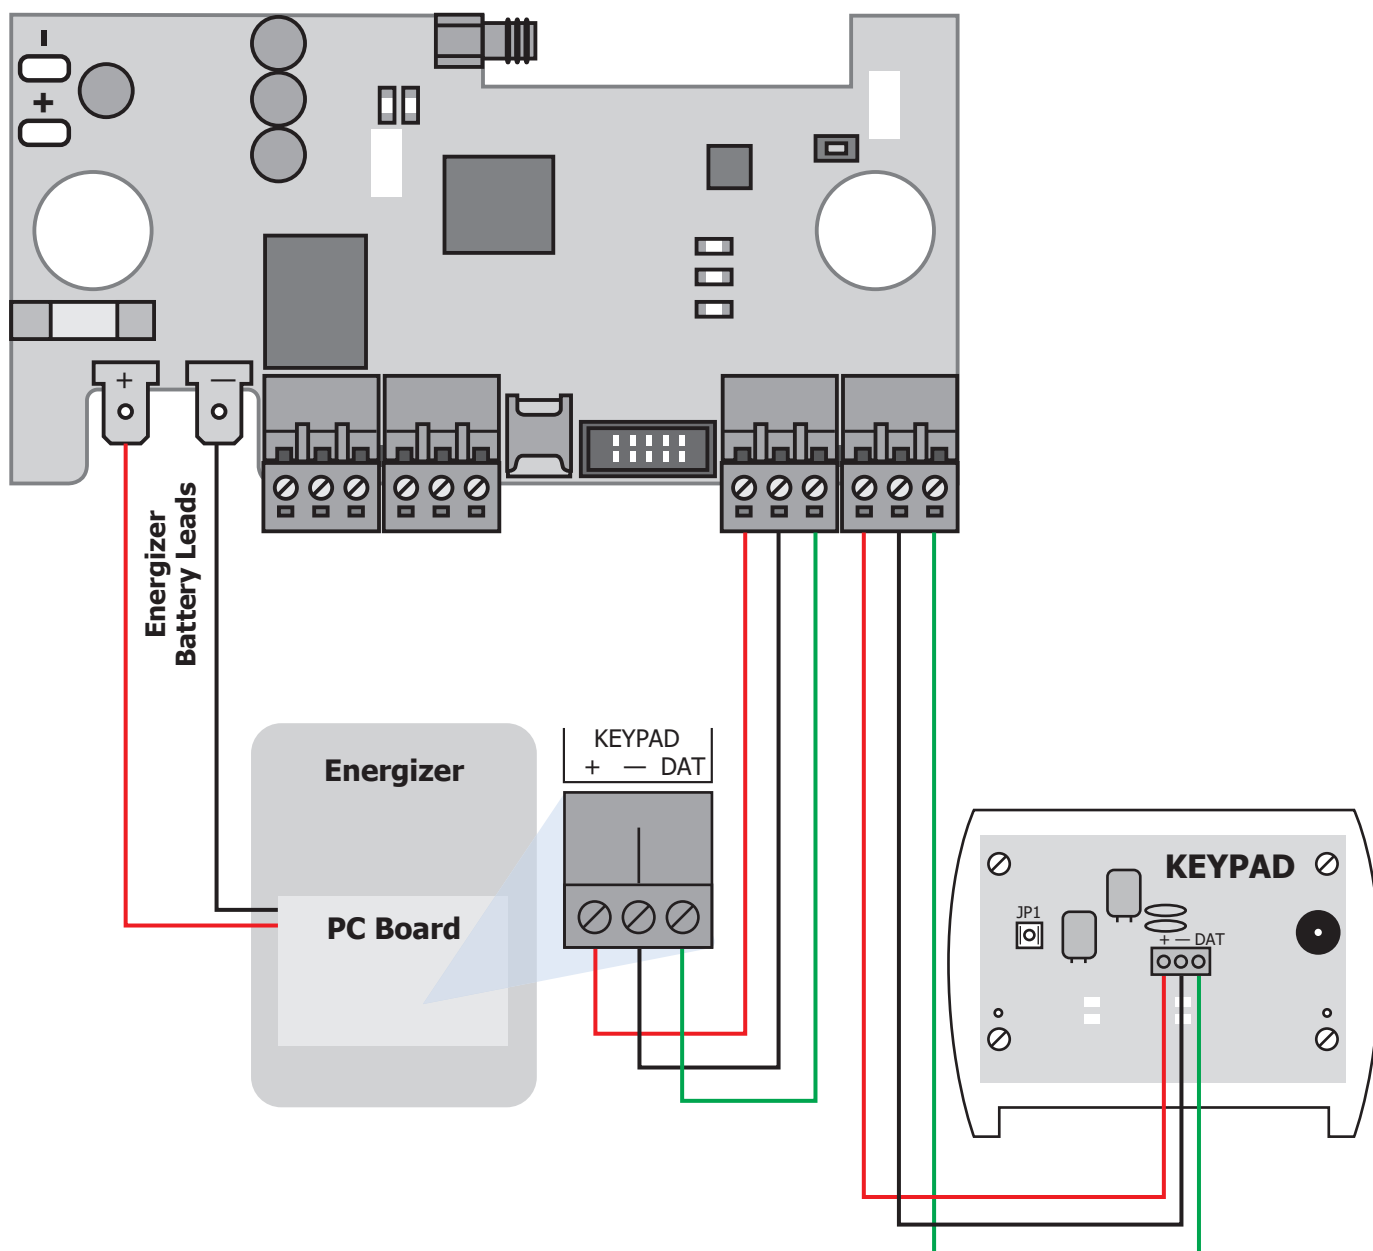 -
+
+
—
Energizer
Battery Leads
Energizer
PC Board
KEYPAD
+ — DAT
KEYPAD
JP1
+ — DAT